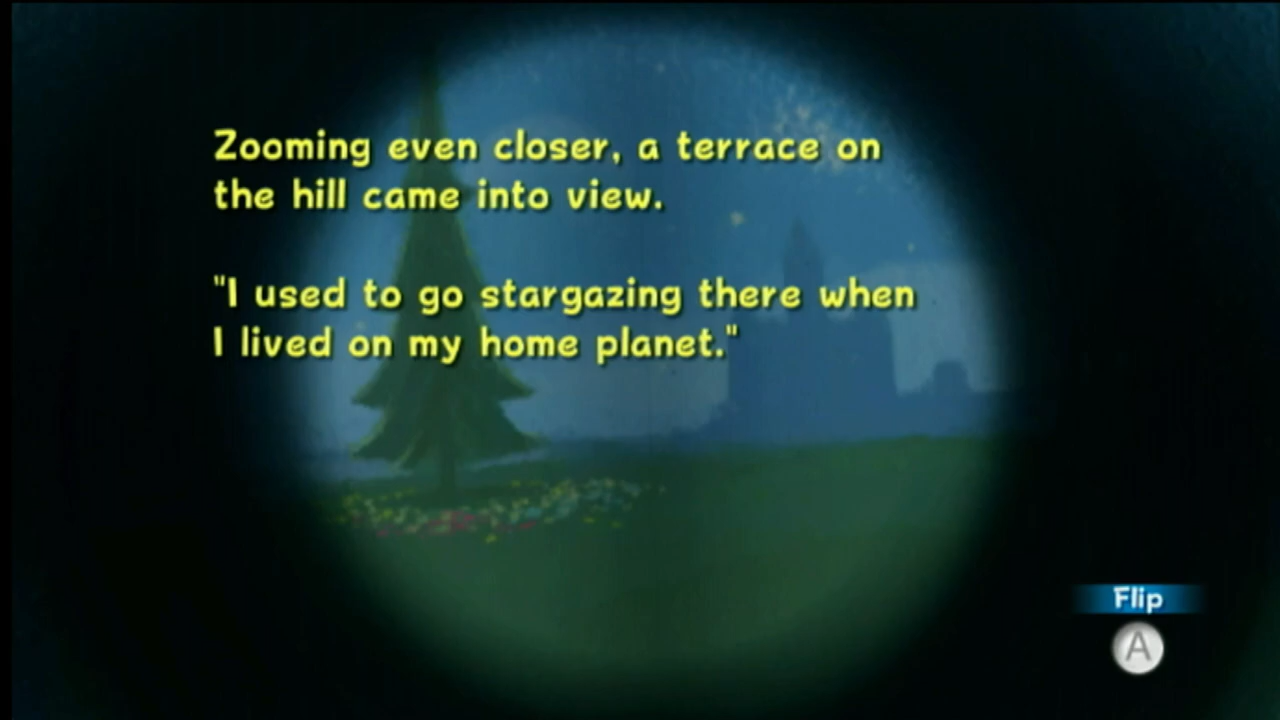 Zooming even closer, a terrace on
the hill came into view.
"I used to go stargazing there when
I lived on my home planet."
Flip
A